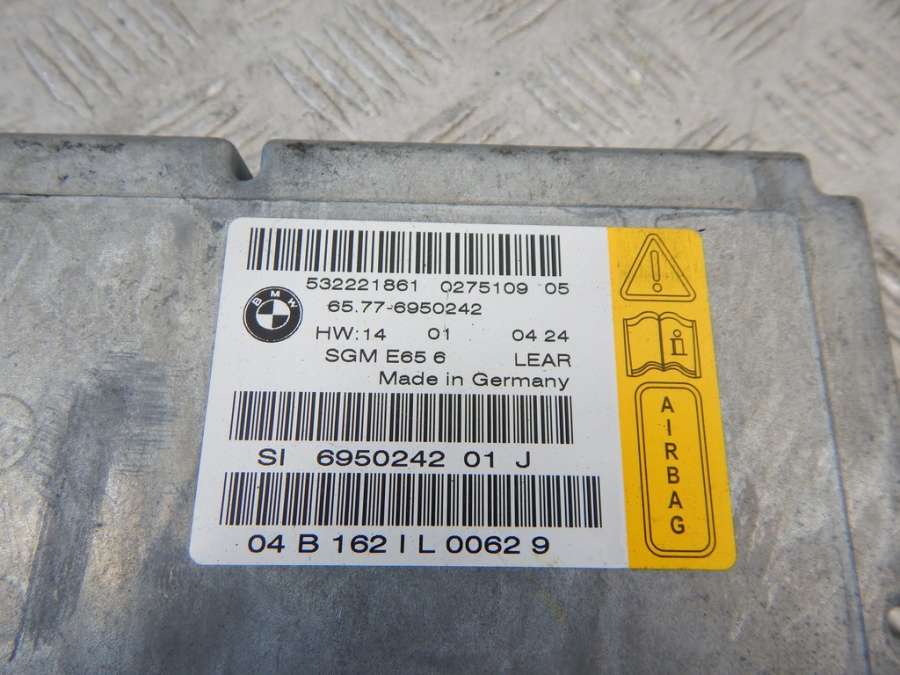 532221861 0275109 05
BMW
65.77-6950242
HW:14 01 04 24
SGM E65 6 LEAR
Made in Germany
SI 6950242 01 J
04 B 162 I L 0062 9
AIRBAG